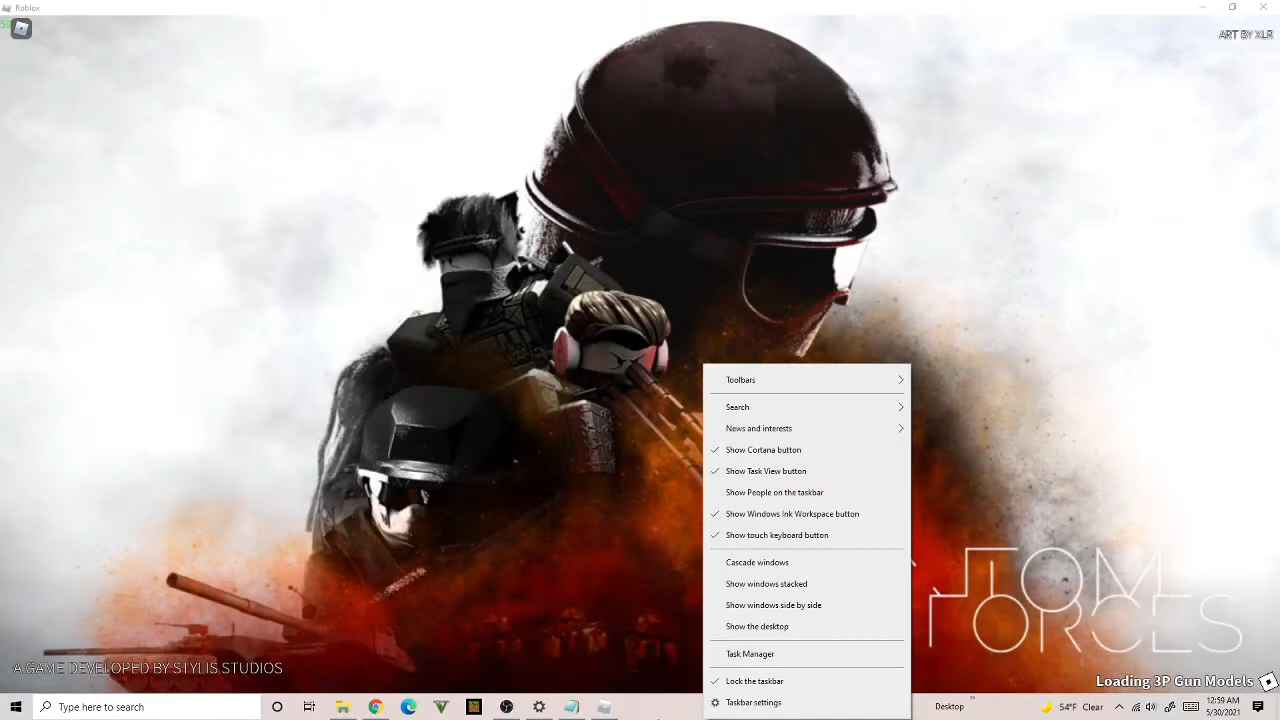 Roblox
ART BY XLR
Toolbars
Search
News and interests
Show Cortana button
Show Task View button
Show People on the taskbar
Show Windows Ink Workspace button
Show touch keyboard button
Cascade windows
Show windows stacked
Show windows side by side
Show the desktop
Task Manager
Lock the taskbar
Taskbar settings
TOM
FORCES
A GAME DEVELOPED BY STYLIS STUDIOS
Loading 3P Gun Models
Type here to search
Desktop
54°F Clear
12:59 AM
5/30/2021